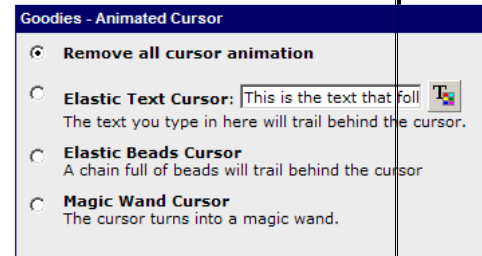 Goodies - Animated Cursor
Remove all cursor animation
Elastic Text Cursor: This is the text that foll T
The text you type in here will trail behind the cursor.
Elastic Beads Cursor
A chain full of beads will trail behind the cursor
Magic Wand Cursor
The cursor turns into a magic wand.